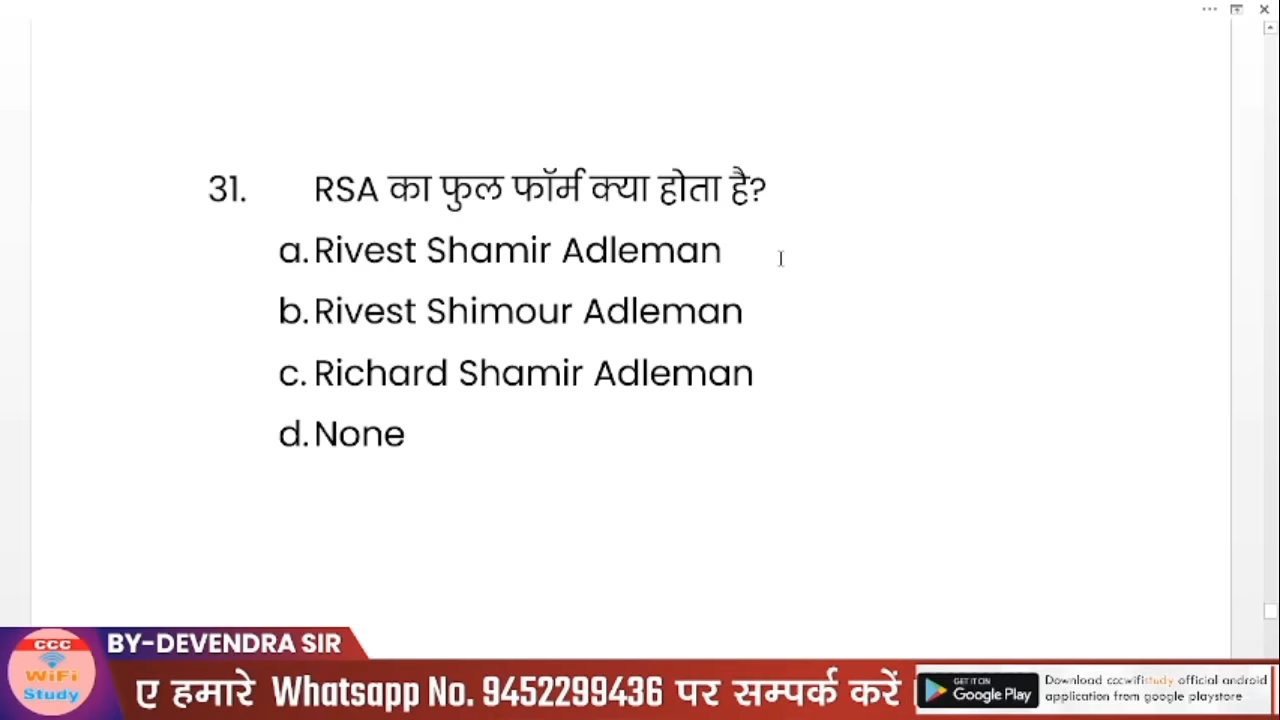 31. RSA का फुल फॉर्म क्या होता है?
a. Rivest Shamir Adleman
b. Rivest Shimour Adleman
c. Richard Shamir Adleman
d. None
CCC
WiFi
Study
BY-DEVENDRA SIR
ए हमारे Whatsapp No. 9452299436 पर सम्पर्क करें
GET IT ON
Google Play
Download cccwifistudy official android
application from google playstore